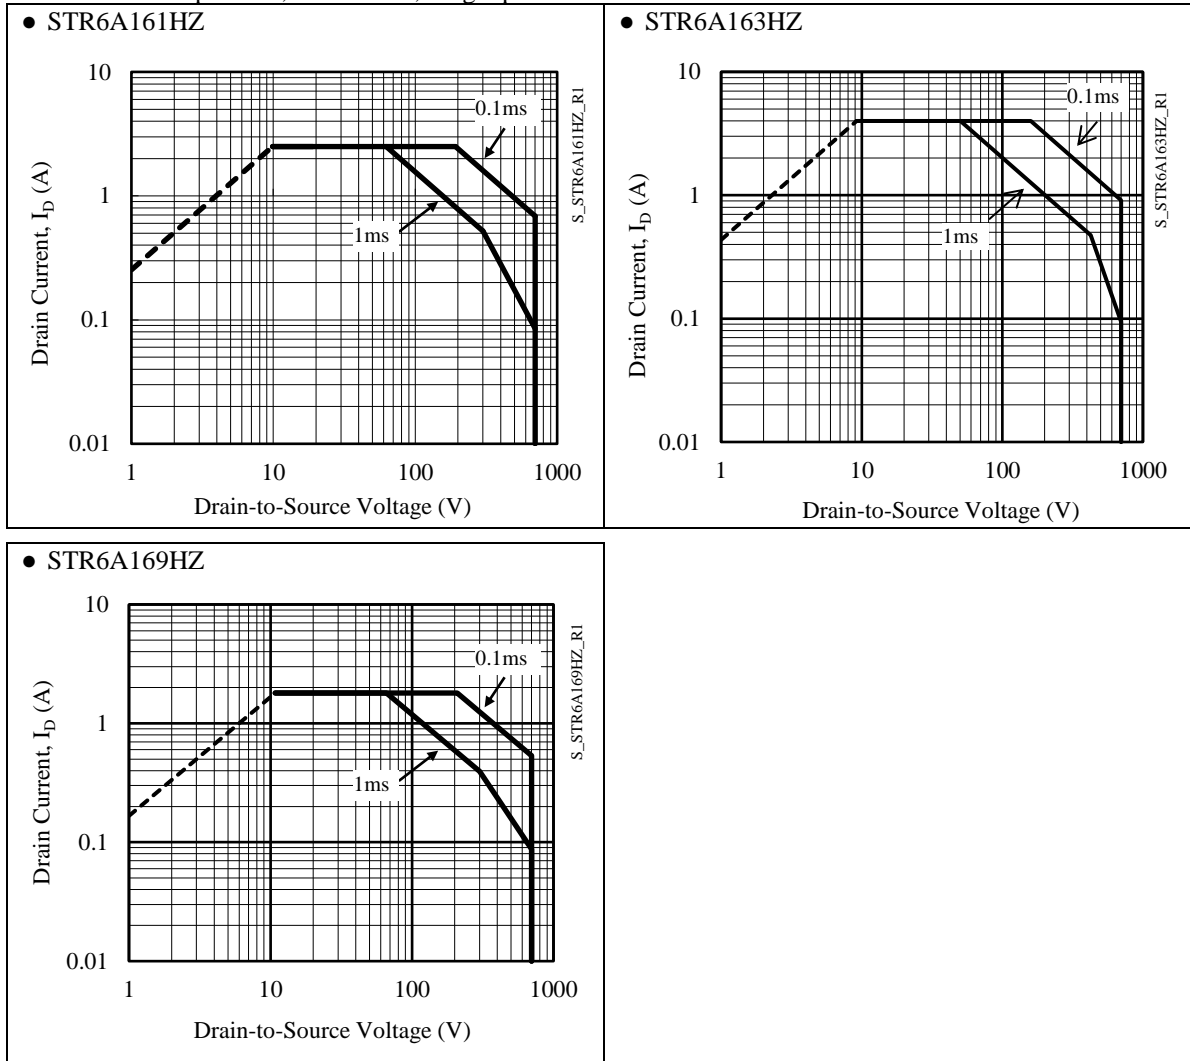 ● STR6A161HZ
10
1
0.1
0.01
1 10 100 1000
Drain Current, I_D (A)
Drain-to-Source Voltage (V)
0.1ms
1ms
S_STR6A161HZ_R1
● STR6A163HZ
10
1
0.1
0.01
1 10 100 1000
Drain Current, I_D (A)
Drain-to-Source Voltage (V)
0.1ms
1ms
S_STR6A163HZ_R1
● STR6A169HZ
10
1
0.1
0.01
1 10 100 1000
Drain Current, I_D (A)
Drain-to-Source Voltage (V)
0.1ms
1ms
S_STR6A169HZ_R1